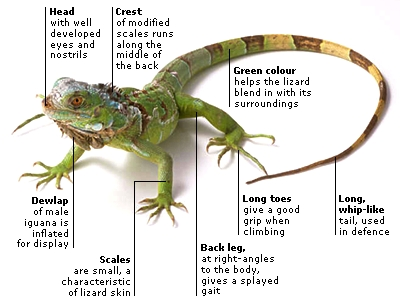 Head
with well
developed
eyes and
nostrils
Crest
of modified
scales runs
along the
middle of
the back
Green colour
helps the lizard
blend in with its
surroundings
Dewlap
of male
iguana is
inflated
for display
Scales
are small, a
characteristic
of lizard skin
Back leg,
at right-angles
to the body,
gives a splayed
gait
Long toes
give a good
grip when
climbing
Long,
whip-like
tail, used
in defence